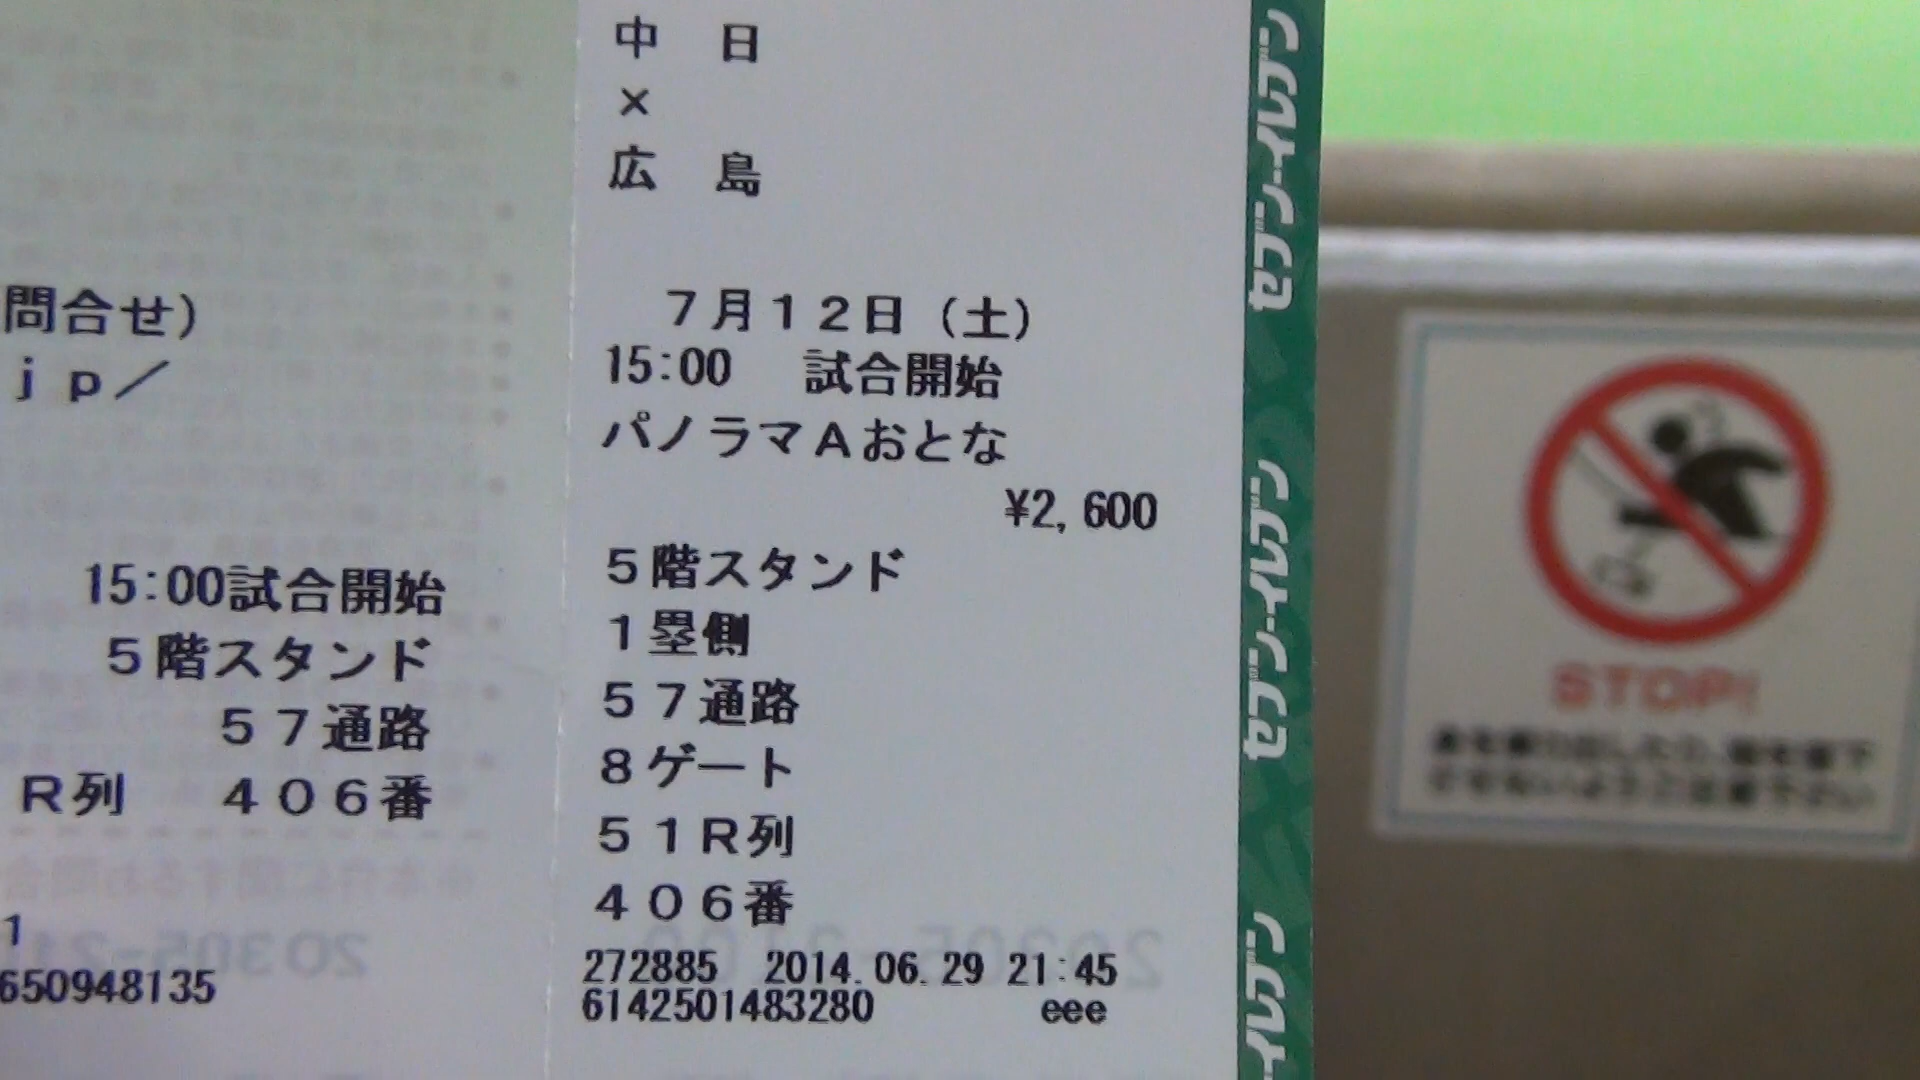 問合せ)
jp/
15:00試合開始
5階スタンド
57通路
R列 406番
1
650948135
中 日
×
広 島
7月12日(土)
15:00 試合開始
パノラマAおとな
¥2,600
5階スタンド
1塁側
57通路
8ゲート
51R列
406番
272885 2014.06.29 21:45
6142501483280 eee
セブン-イレブン
セブン-イレブン
イレブン
STOP!